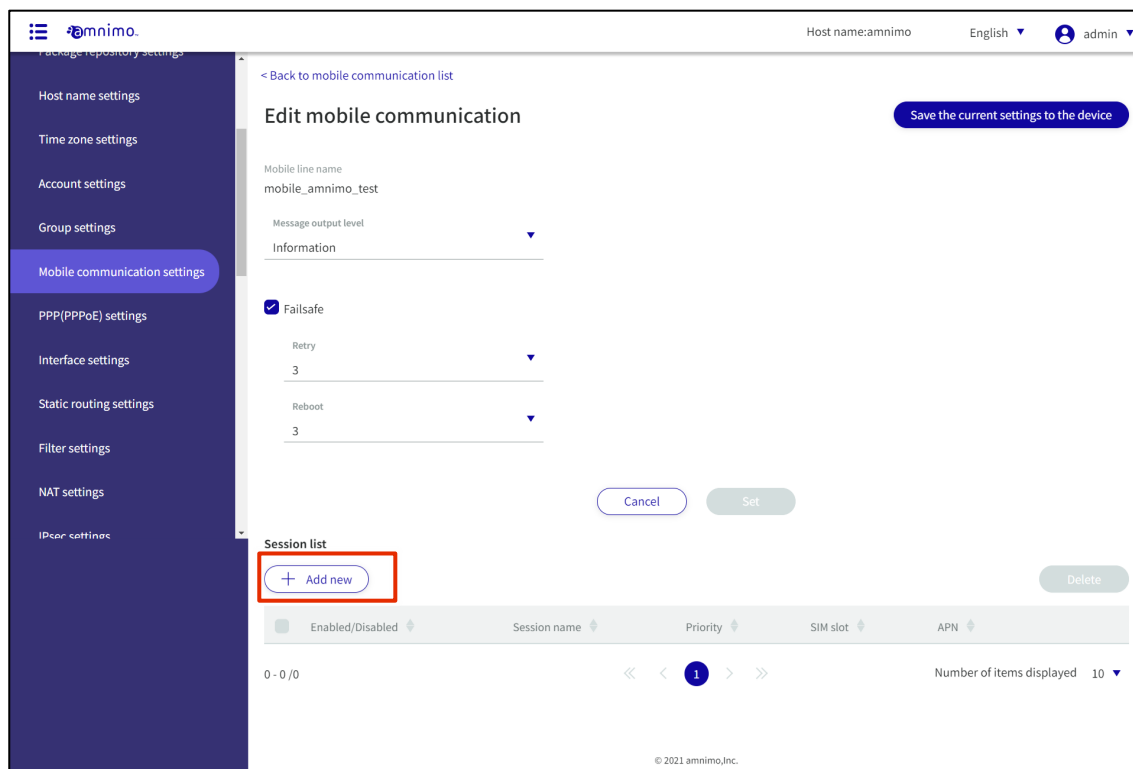 amnimo
Host name:amnimo
English
admin
Package repository settings
Host name settings
Time zone settings
Account settings
Group settings
Mobile communication settings
PPP(PPPoE) settings
Interface settings
Static routing settings
Filter settings
NAT settings
IPsec settings
< Back to mobile communication list
Edit mobile communication
Save the current settings to the device
Mobile line name
mobile_amnimo_test
Message output level
Information
Failsafe
Retry
3
Reboot
3
Cancel
Set
Session list
+ Add new
Delete
Enabled/Disabled
Session name
Priority
SIM slot
APN
0 - 0 /0
« < 1 > »
Number of items displayed 10
© 2021 amnimo,Inc.